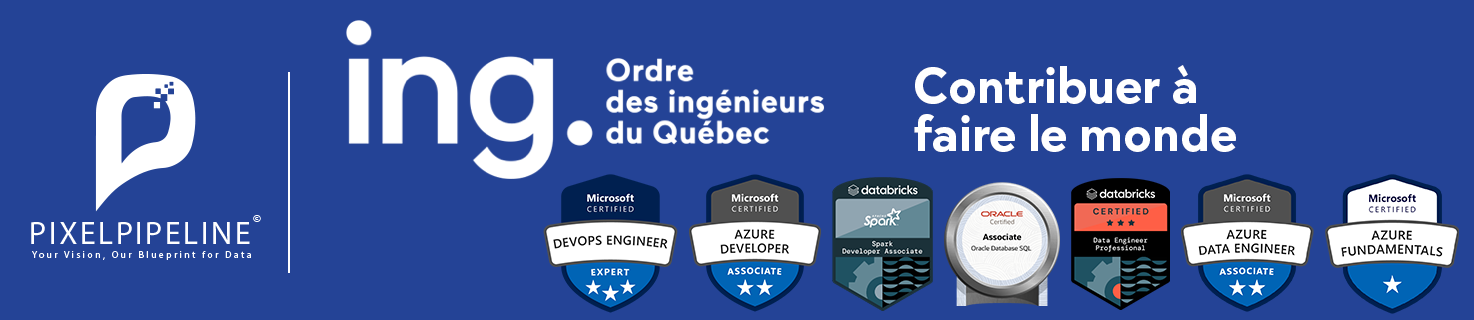 PIXELPIPELINE©
Your Vision, Our Blueprint for Data
ing.
Ordre
des ingénieurs
du Québec
Contribuer à
faire le monde
Microsoft
CERTIFIED
DEVOPS ENGINEER
EXPERT
Microsoft
CERTIFIED
AZURE
DEVELOPER
ASSOCIATE
databricks
APACHE
Spark
Spark
Developer Associate
ORACLE
Certified
Associate
Oracle Database SQL
databricks
CERTIFIED
Data Engineer
Professional
Microsoft
CERTIFIED
AZURE
DATA ENGINEER
ASSOCIATE
Microsoft
CERTIFIED
AZURE
FUNDAMENTALS